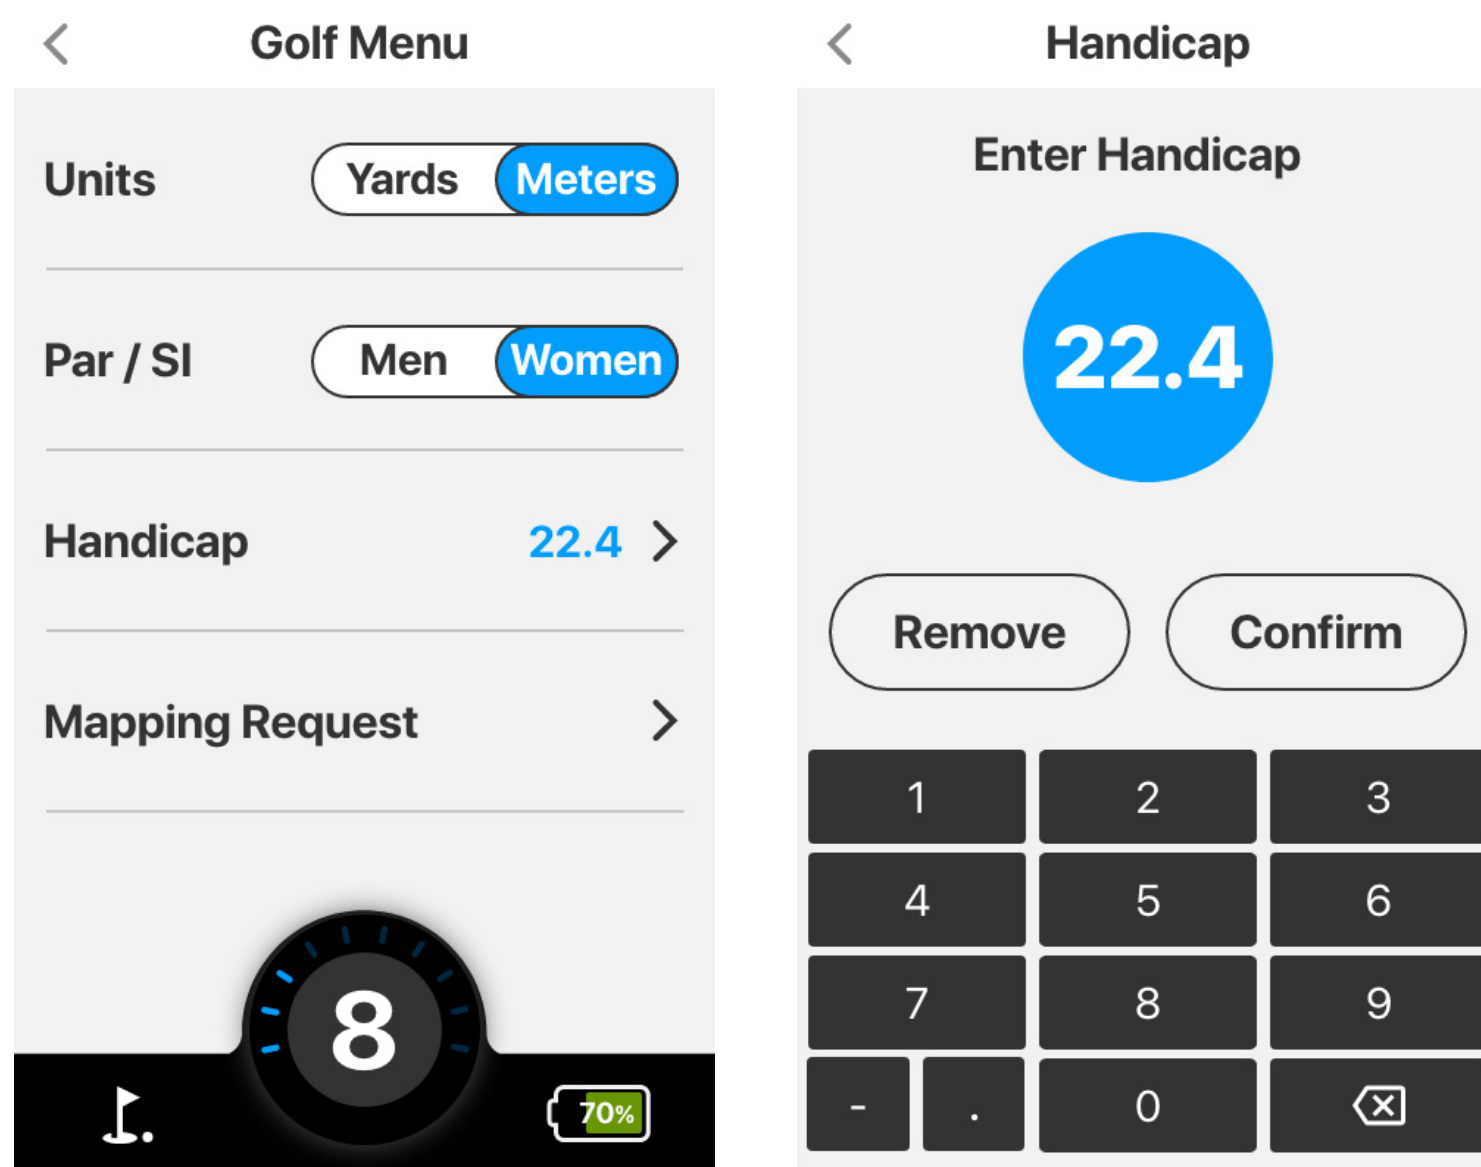 Golf Menu
Units Yards Meters
Par / SI Men Women
Handicap 22.4
Mapping Request
8
70%
Handicap
Enter Handicap
22.4
Remove Confirm
1 2 3
4 5 6
7 8 9
- . 0